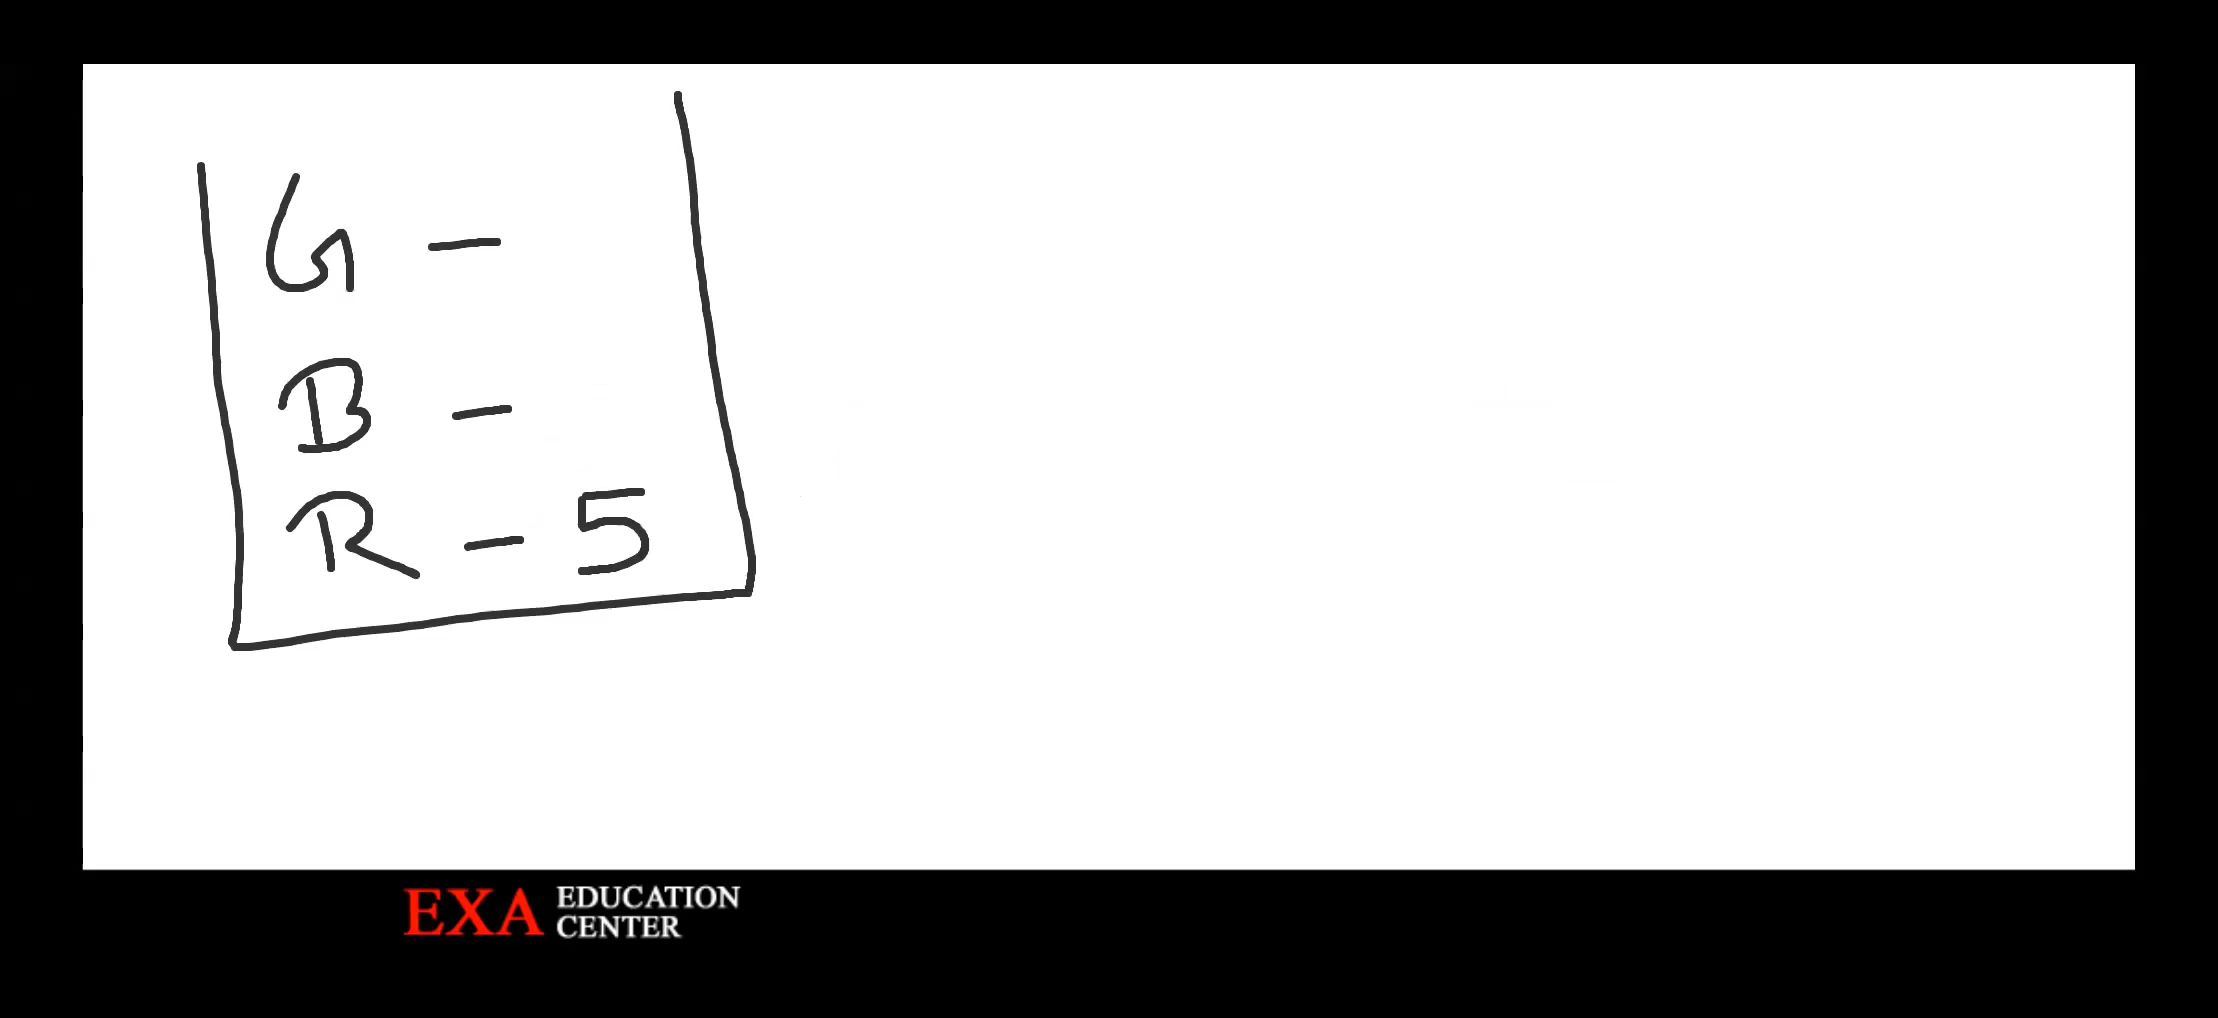 G -
B -
R - 5
EXA EDUCATION
CENTER